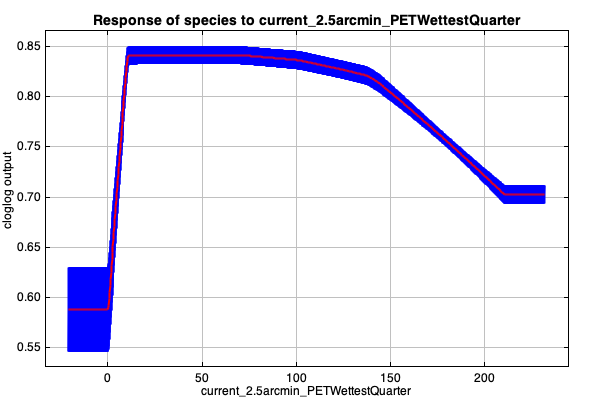 Response of species to current_2.5arcmin_PETWettestQuarter
0.85
0.80
0.75
0.70
0.65
0.60
0.55
cloglog output
0 50 100 150 200
current_2.5arcmin_PETWettestQuarter